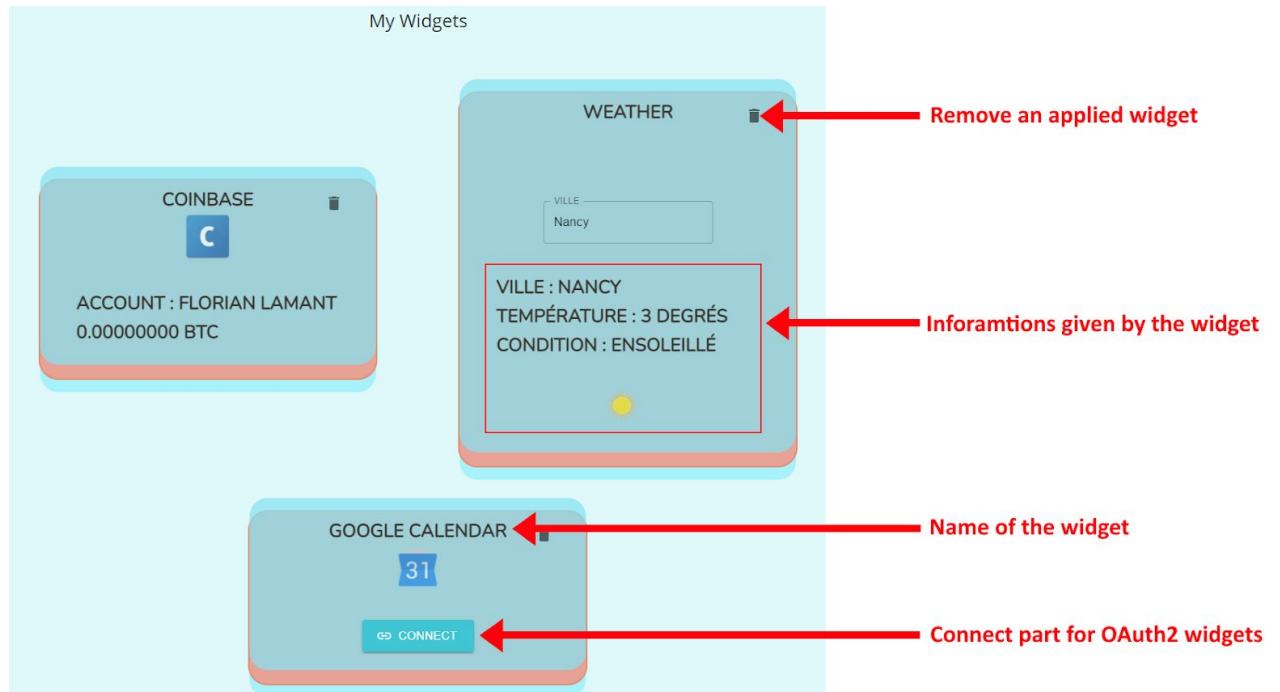 My Widgets
WEATHER
Remove an applied widget
COINBASE
C
VILLE
Nancy
ACCOUNT : FLORIAN LAMANT
0.00000000 BTC
VILLE : NANCY
TEMPÉRATURE : 3 DEGRÉS
CONDITION : ENSOLEILLÉ
Inforamtions given by the widget
GOOGLE CALENDAR
Name of the widget
31
CONNECT
Connect part for OAuth2 widgets